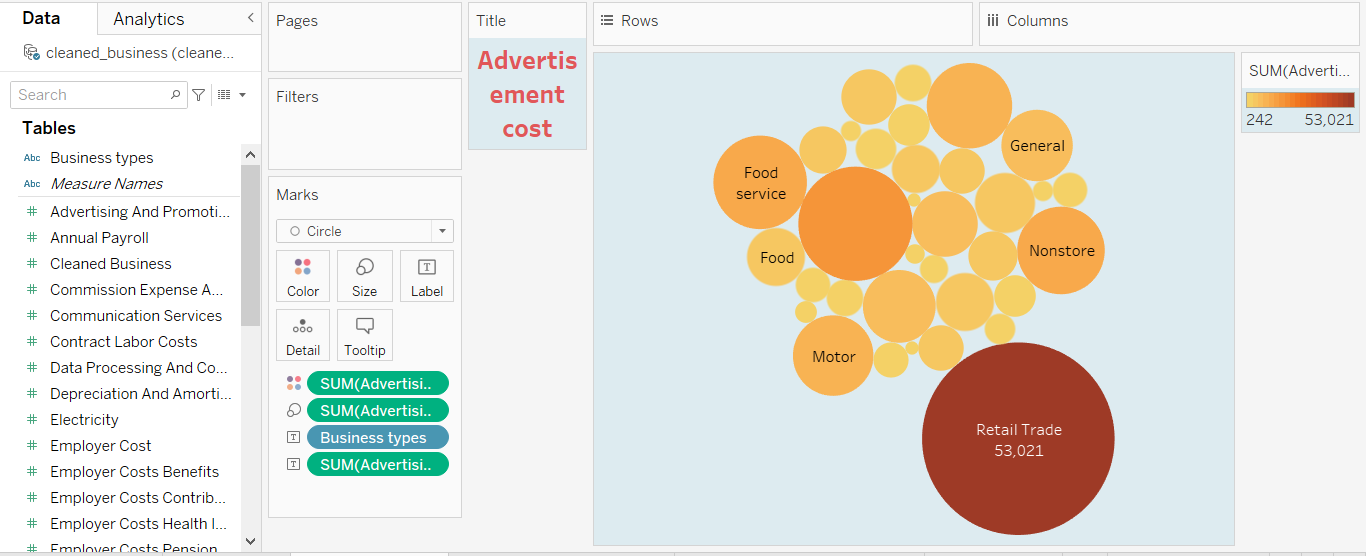 Data
Analytics
cleaned_business (cleane...
Search
Tables
Abc Business types
Abc Measure Names
Advertising And Promoti...
Annual Payroll
Cleaned Business
Commission Expense A...
Communication Services
Contract Labor Costs
Data Processing And Co...
Depreciation And Amorti...
Electricity
Employer Cost
Employer Costs Benefits
Employer Costs Contrib...
Employer Costs Health I...
Employer Costs Pension
Pages
Filters
Marks
Circle
Color Size Label
T
Detail Tooltip
SUM(Advertisi..
SUM(Advertisi..
T Business types
T SUM(Advertisi..
Title
Advertis
ement
cost
Rows
Columns
General
Food
service
Nonstore
Food
Motor
Retail Trade
53,021
SUM(Adverti...
242 53,021